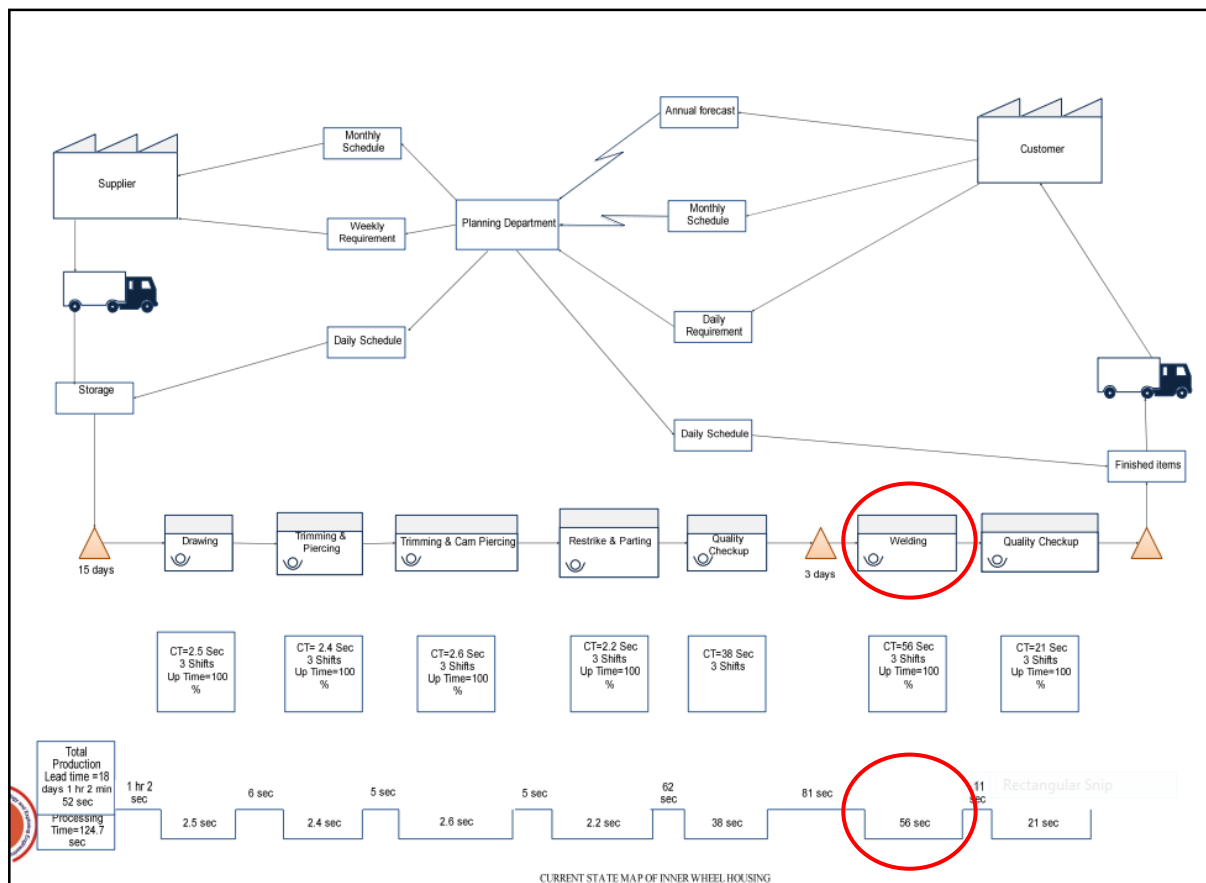 Annual forecast
Monthly
Schedule
Customer
Supplier
Monthly
Schedule
Weekly
Requirement
Planning Department
Daily
Requirement
Daily Schedule
Storage
Daily Schedule
Finished items
15 days
Drawing
Trimming &
Piercing
Trimming & Cam Piercing
Restrike & Parting
Quality
Checkup
3 days
Welding
Quality Checkup
CT=2.5 Sec
3 Shifts
Up Time=100
%
CT= 2.4 Sec
3 Shifts
Up Time=100
%
CT=2.6 Sec
3 Shifts
Up Time=100
%
CT=2.2 Sec
3 Shifts
Up Time=100
%
CT=38 Sec
3 Shifts
CT=56 Sec
3 Shifts
Up Time=100
%
CT=21 Sec
3 Shifts
Up Time=100
%
Total
Production
Lead time =18
days 1 hr 2 min
52 sec
Processing
Time=124.7
sec
1 hr 2
sec
2.5 sec
6 sec
2.4 sec
5 sec
2.6 sec
5 sec
2.2 sec
62
sec
38 sec
81 sec
56 sec
11
sec
21 sec
Rectangular Snip
CURRENT STATE MAP OF INNER WHEEL HOUSING